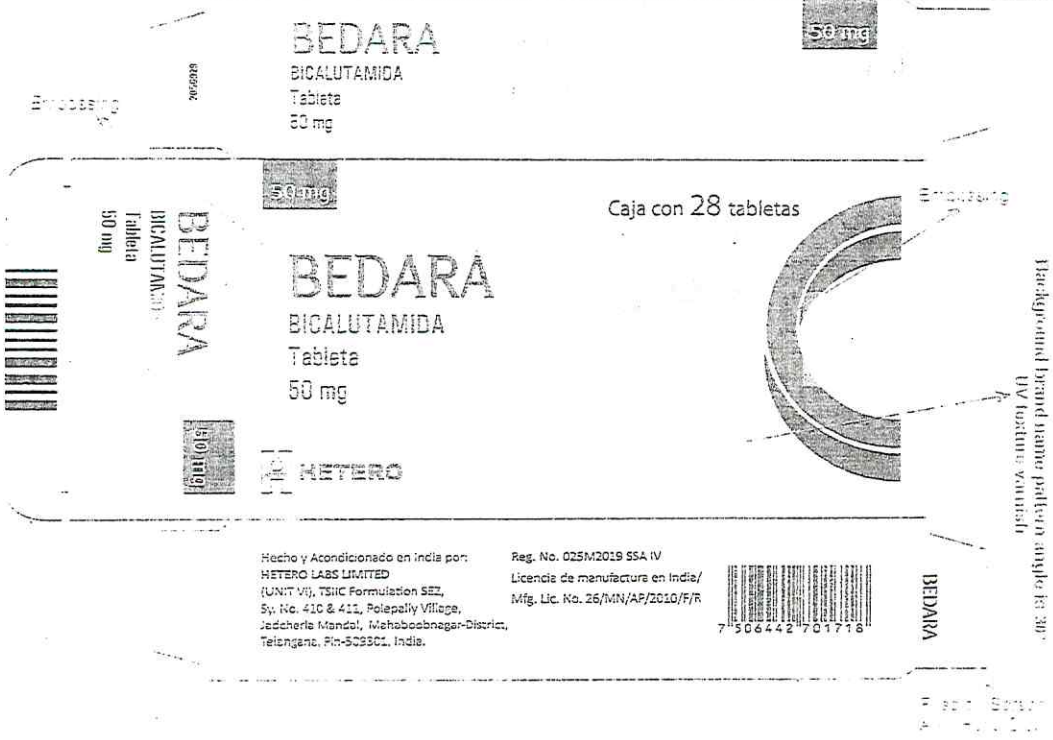 BEDARA
BICALUTAMIDA
Tableta
50 mg
50 mg
Embossing
2056929
50 mg
Caja con 28 tabletas
Embossing
BEDARA
BICALUTAMIDA
Tableta
50 mg
HETERO
BEDARA
BICALUTAMIDA
Tableta
50 mg
50 mg
Background brand name pattern angle is 30°
UV texture varnish
Hecho y Acondicionado en India por:
HETERO LABS LIMITED
(UNIT VI), TSIIC Formulation SEZ,
Sy. No. 410 & 411, Polepally Village,
Jadcherla Mandal, Mahaboobnagar-District,
Telangana, Pin-509301, India.
Reg. No. 025M2019 SSA IV
Licencia de manufactura en India/
Mfg. Lic. No. 26/MN/AP/2010/F/R
7 506442 701718
BEDARA